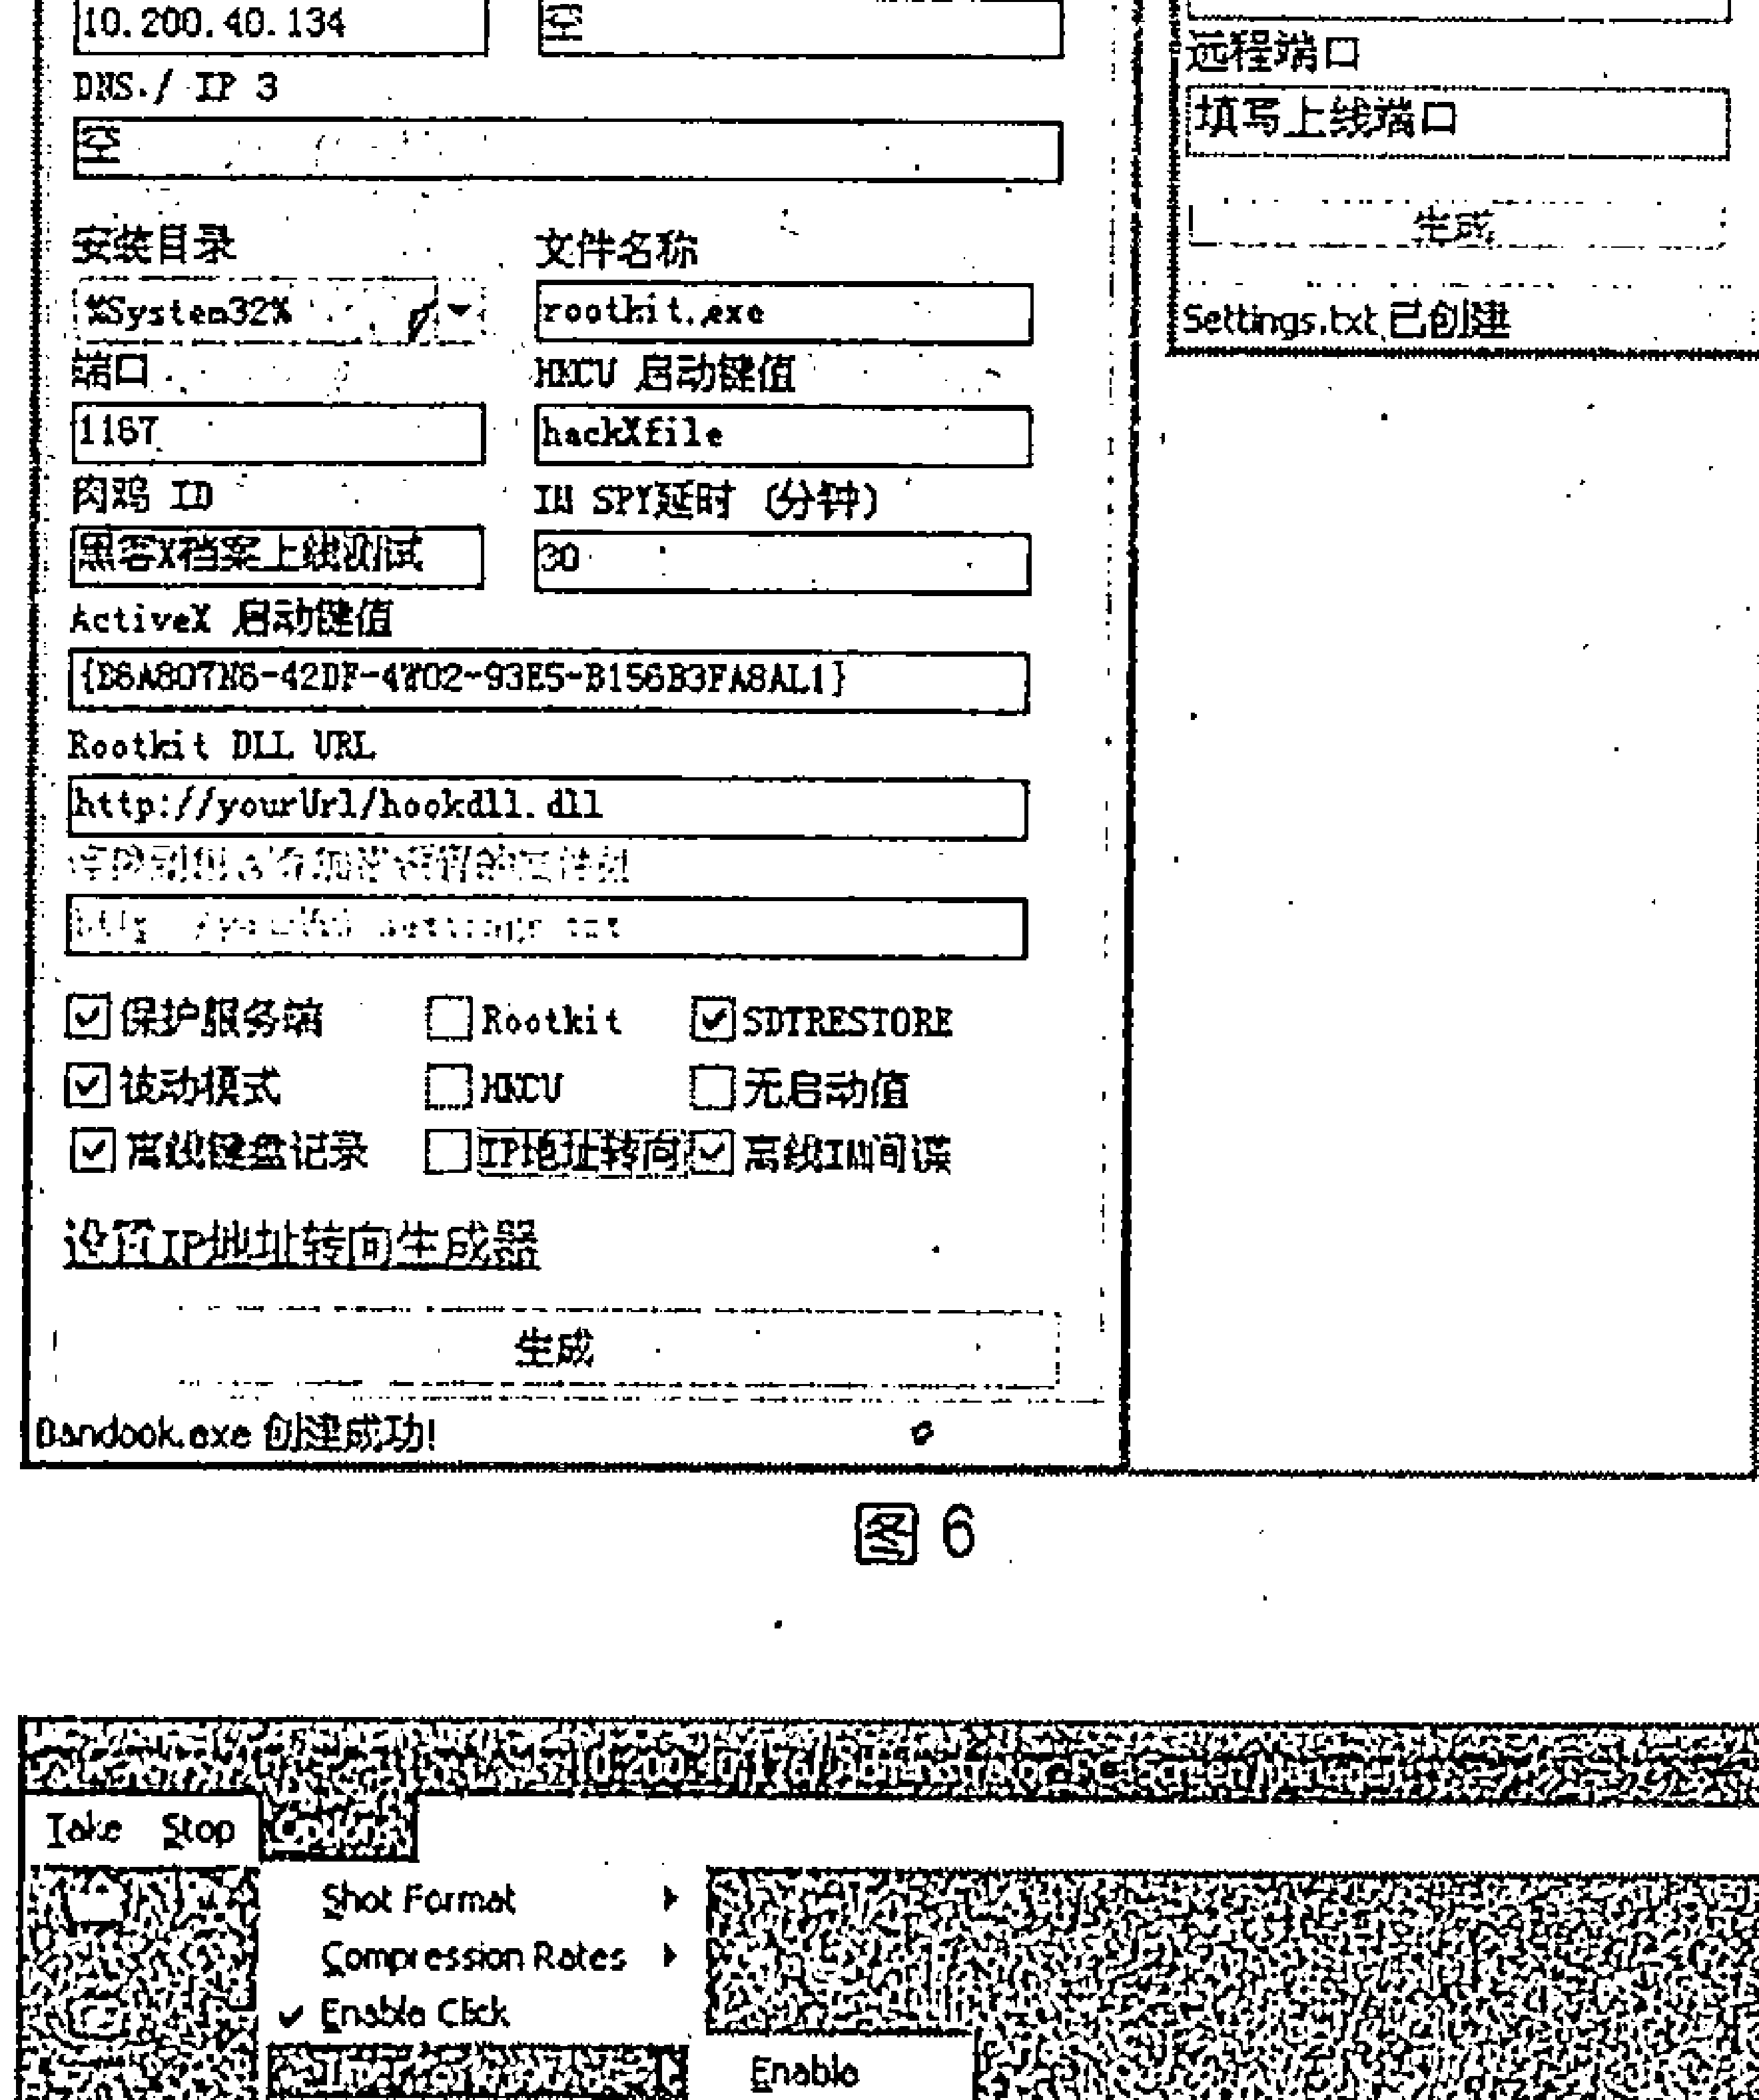 10.200.40.134
空
DNS / IP 3
空
安装目录
文件名称
%System32%
rootkit.exe
端口
HKCU 启动键值
1167
hackXfile
肉鸡 ID
IM SPY延时 (分钟)
黑客X档案上线测试
30
ActiveX 启动键值
Rootkit DLL URL
http://yourUrl/hookdll.dll
保护服务端
Rootkit
SDTRESTORE
被动模式
HKCU
无启动值
离线键盘记录
IP地址转向
离线IM间谍
设置IP地址转向生成器
生成
Bandook.exe 创建成功!
远程端口
填写上线端口
生成
Settings.txt 已创建
图 6
Take Stop Options
Shot Format
Compression Rates
Enable Click
Enable